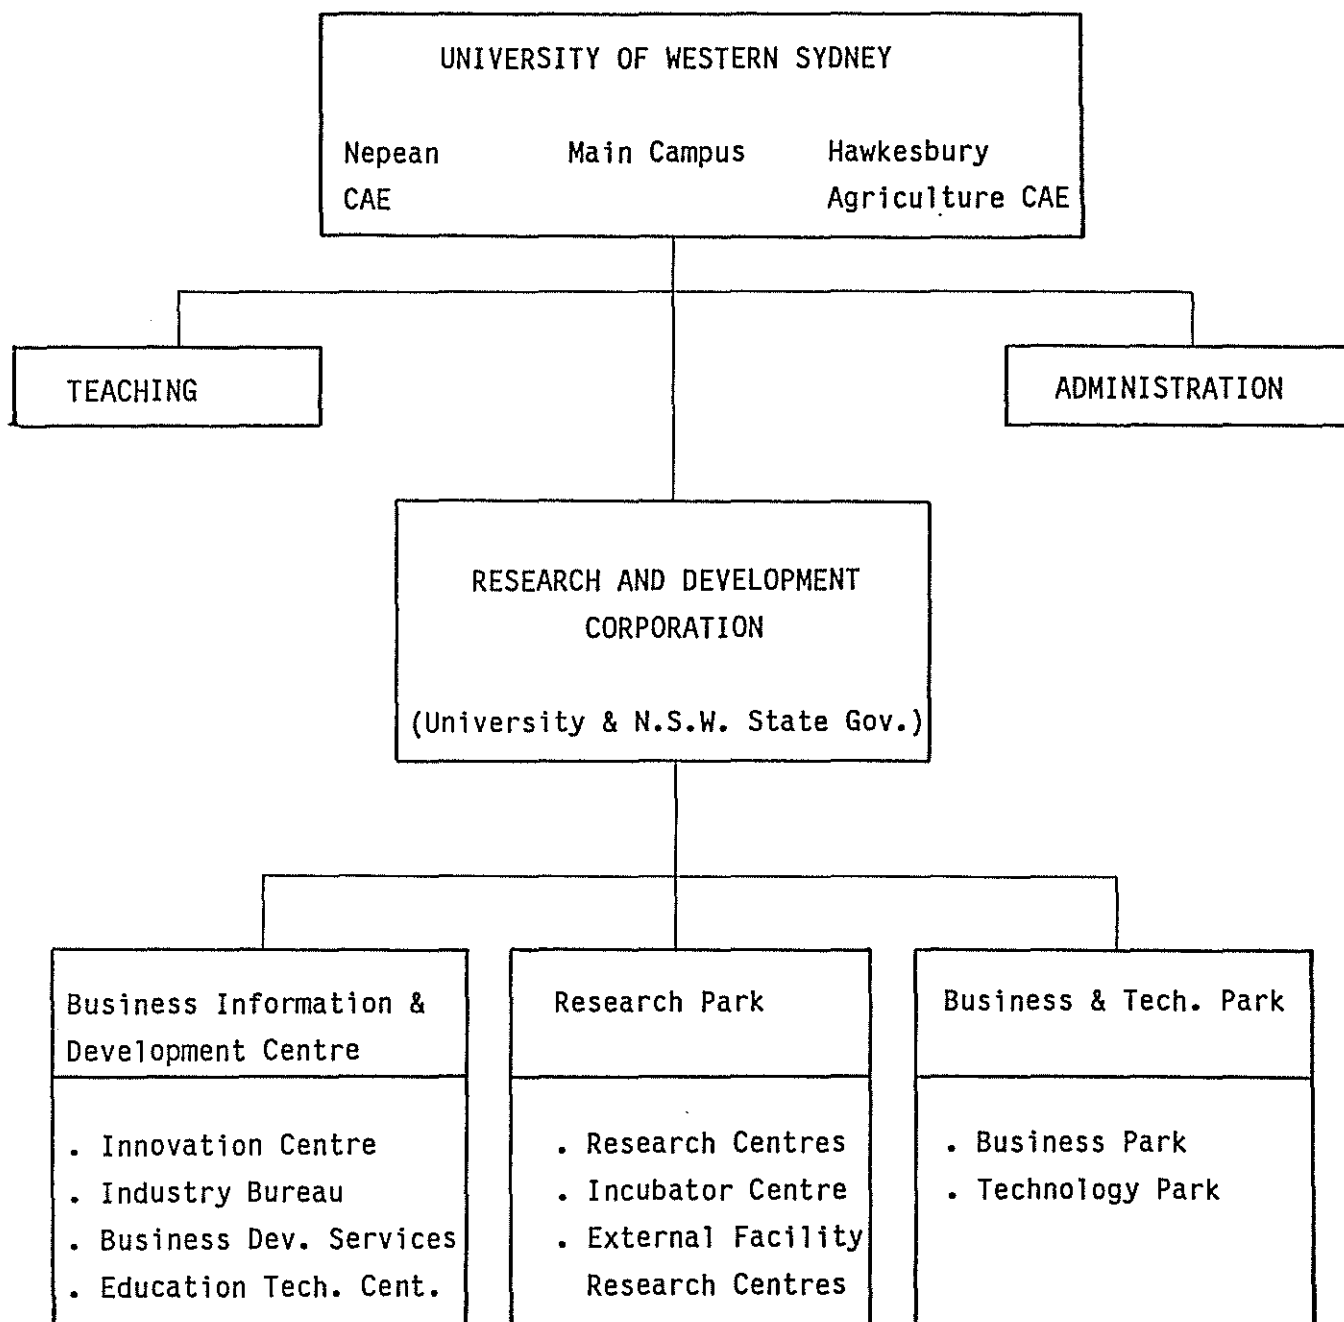 UNIVERSITY OF WESTERN SYDNEY
Nepean Main Campus Hawkesbury
CAE Agriculture CAE
TEACHING
ADMINISTRATION
RESEARCH AND DEVELOPMENT
CORPORATION
(University & N.S.W. State Gov.)
Business Information &
Development Centre
. Innovation Centre
. Industry Bureau
. Business Dev. Services
. Education Tech. Cent.
Research Park
. Research Centres
. Incubator Centre
. External Facility
Research Centres
Business & Tech. Park
. Business Park
. Technology Park